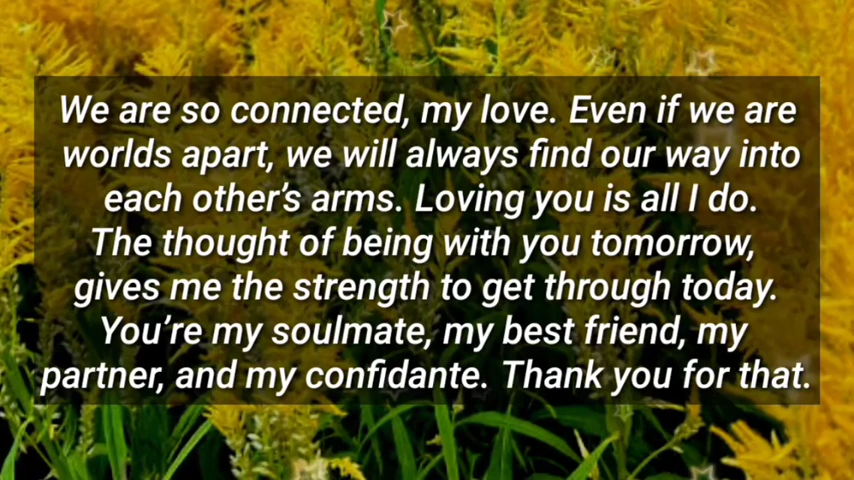 We are so connected, my love. Even if we are
worlds apart, we will always find our way into
each other’s arms. Loving you is all I do.
The thought of being with you tomorrow,
gives me the strength to get through today.
You’re my soulmate, my best friend, my
partner, and my confidante. Thank you for that.